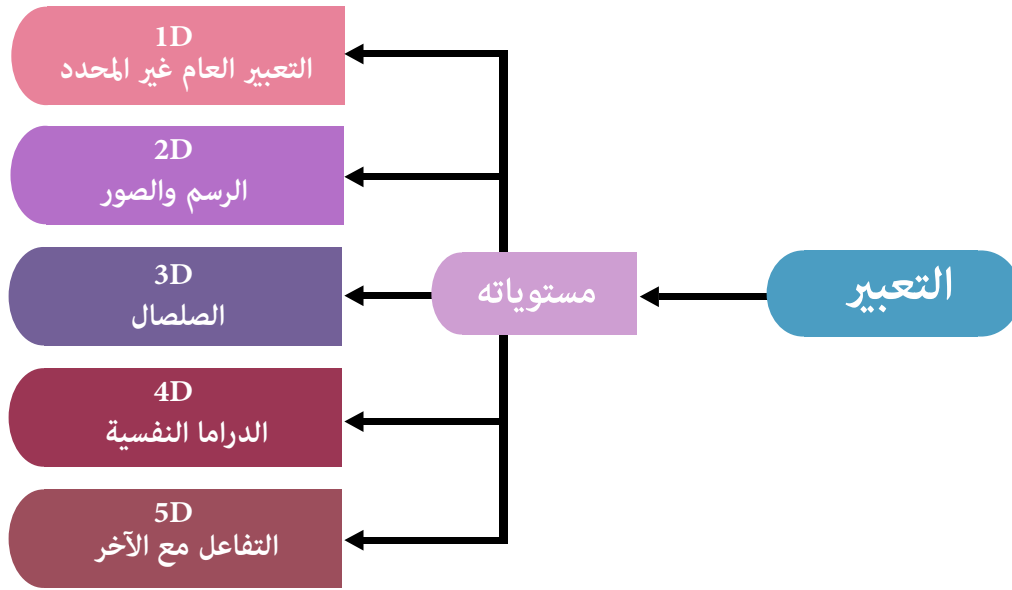 التعبير
مستوياته
1D
التعبير العام غير المحدد
2D
الرسم والصور
3D
الصلصال
4D
الدراما النفسية
5D
التفاعل مع الآخر